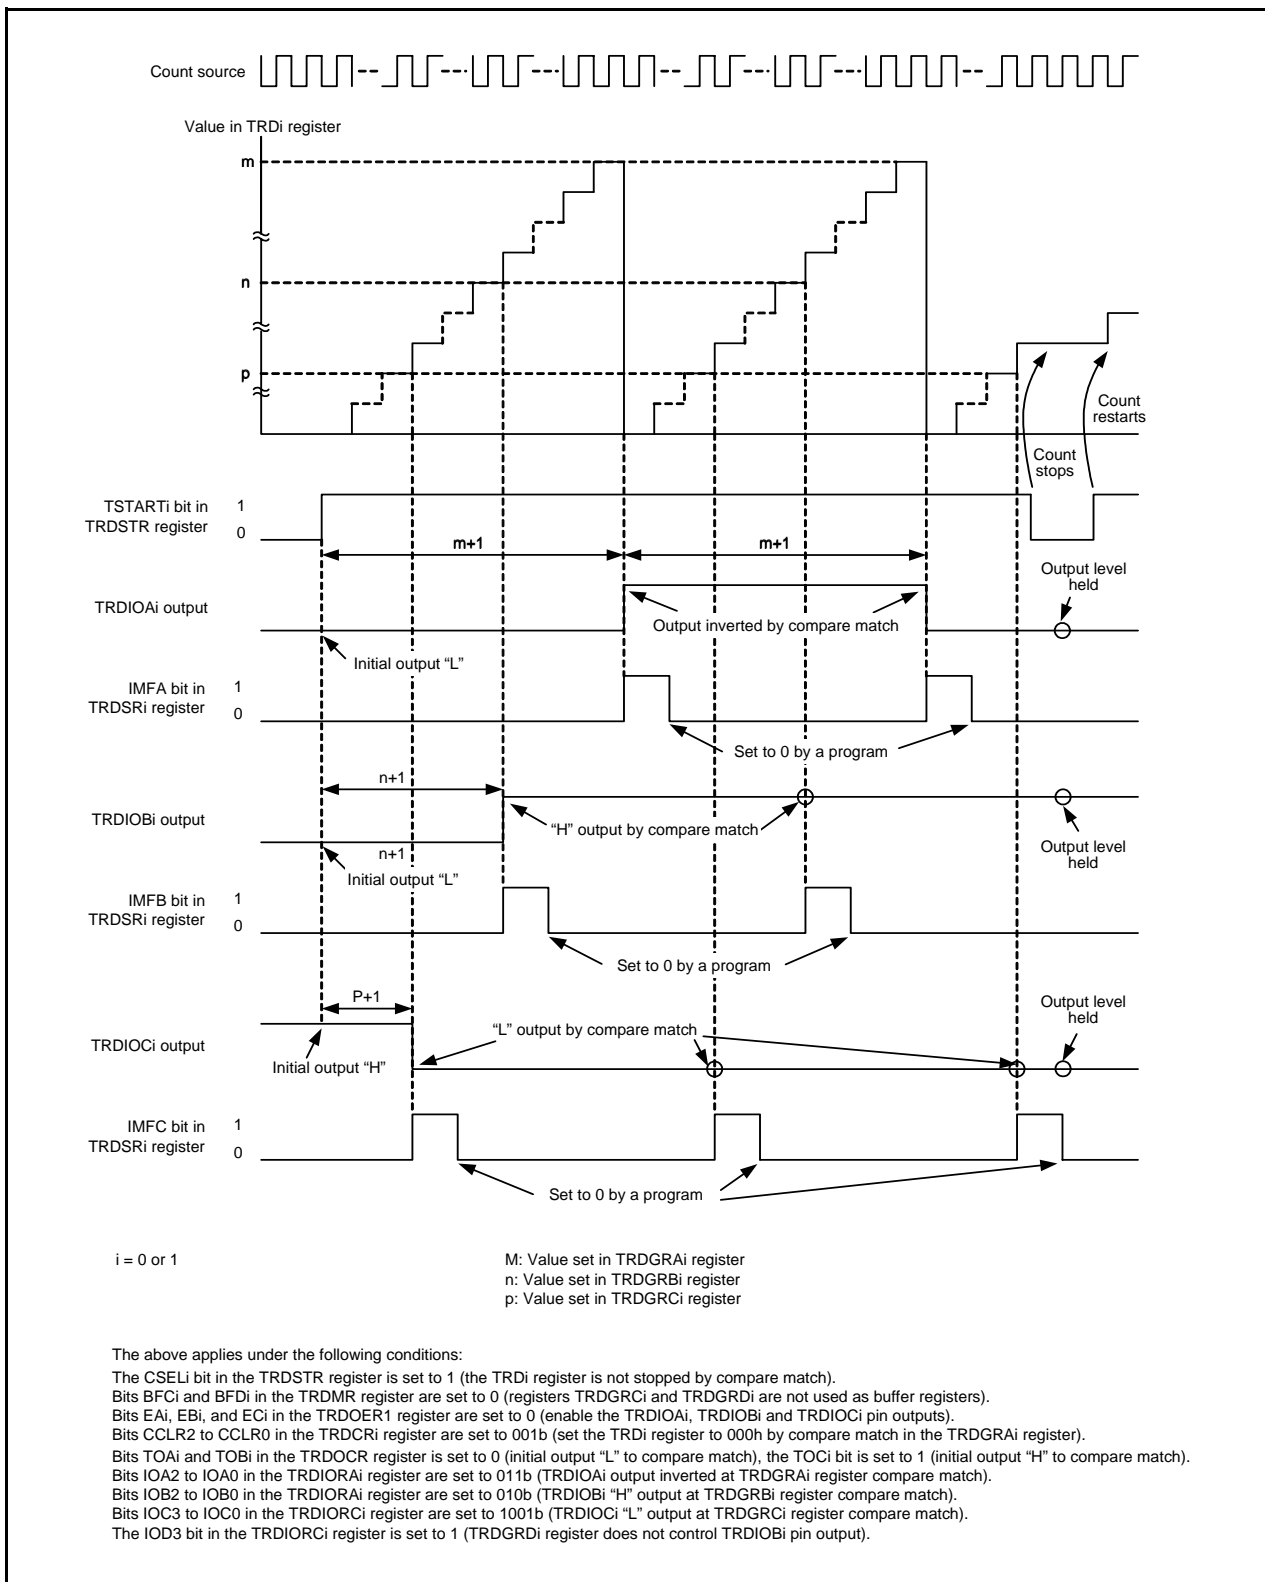 Count source
Value in TRDi register
m
n
p
Count
restarts
Count
stops
TSTARTi bit in
TRDSTR register
1
0
m+1
m+1
Output level
held
TRDIOAi output
Output inverted by compare match
Initial output “L”
IMFA bit in
TRDSRi register
1
0
Set to 0 by a program
n+1
TRDIOBi output
“H” output by compare match
n+1
Output level
held
Initial output “L”
IMFB bit in
TRDSRi register
1
0
Set to 0 by a program
P+1
Output level
held
“L” output by compare match
TRDIOCi output
Initial output “H”
IMFC bit in
TRDSRi register
1
0
Set to 0 by a program
i = 0 or 1
M: Value set in TRDGRAi register
n: Value set in TRDGRBi register
p: Value set in TRDGRCi register
The above applies under the following conditions:
The CSELi bit in the TRDSTR register is set to 1 (the TRDi register is not stopped by compare match).
Bits BFCi and BFDi in the TRDMR register are set to 0 (registers TRDGRCi and TRDGRDi are not used as buffer registers).
Bits EAi, EBi, and ECi in the TRDOER1 register are set to 0 (enable the TRDIOAi, TRDIOBi and TRDIOCi pin outputs).
Bits CCLR2 to CCLR0 in the TRDCRi register are set to 001b (set the TRDi register to 000h by compare match in the TRDGRAi register).
Bits TOAi and TOBi in the TRDOCR register is set to 0 (initial output “L” to compare match), the TOCi bit is set to 1 (initial output “H” to compare match).
Bits IOA2 to IOA0 in the TRDIORAi register are set to 011b (TRDIOAi output inverted at TRDGRAi register compare match).
Bits IOB2 to IOB0 in the TRDIORAi register are set to 010b (TRDIOBi “H” output at TRDGRBi register compare match).
Bits IOC3 to IOC0 in the TRDIORCi register are set to 1001b (TRDIOCi “L” output at TRDGRCi register compare match).
The IOD3 bit in the TRDIORCi register is set to 1 (TRDGRDi register does not control TRDIOBi pin output).